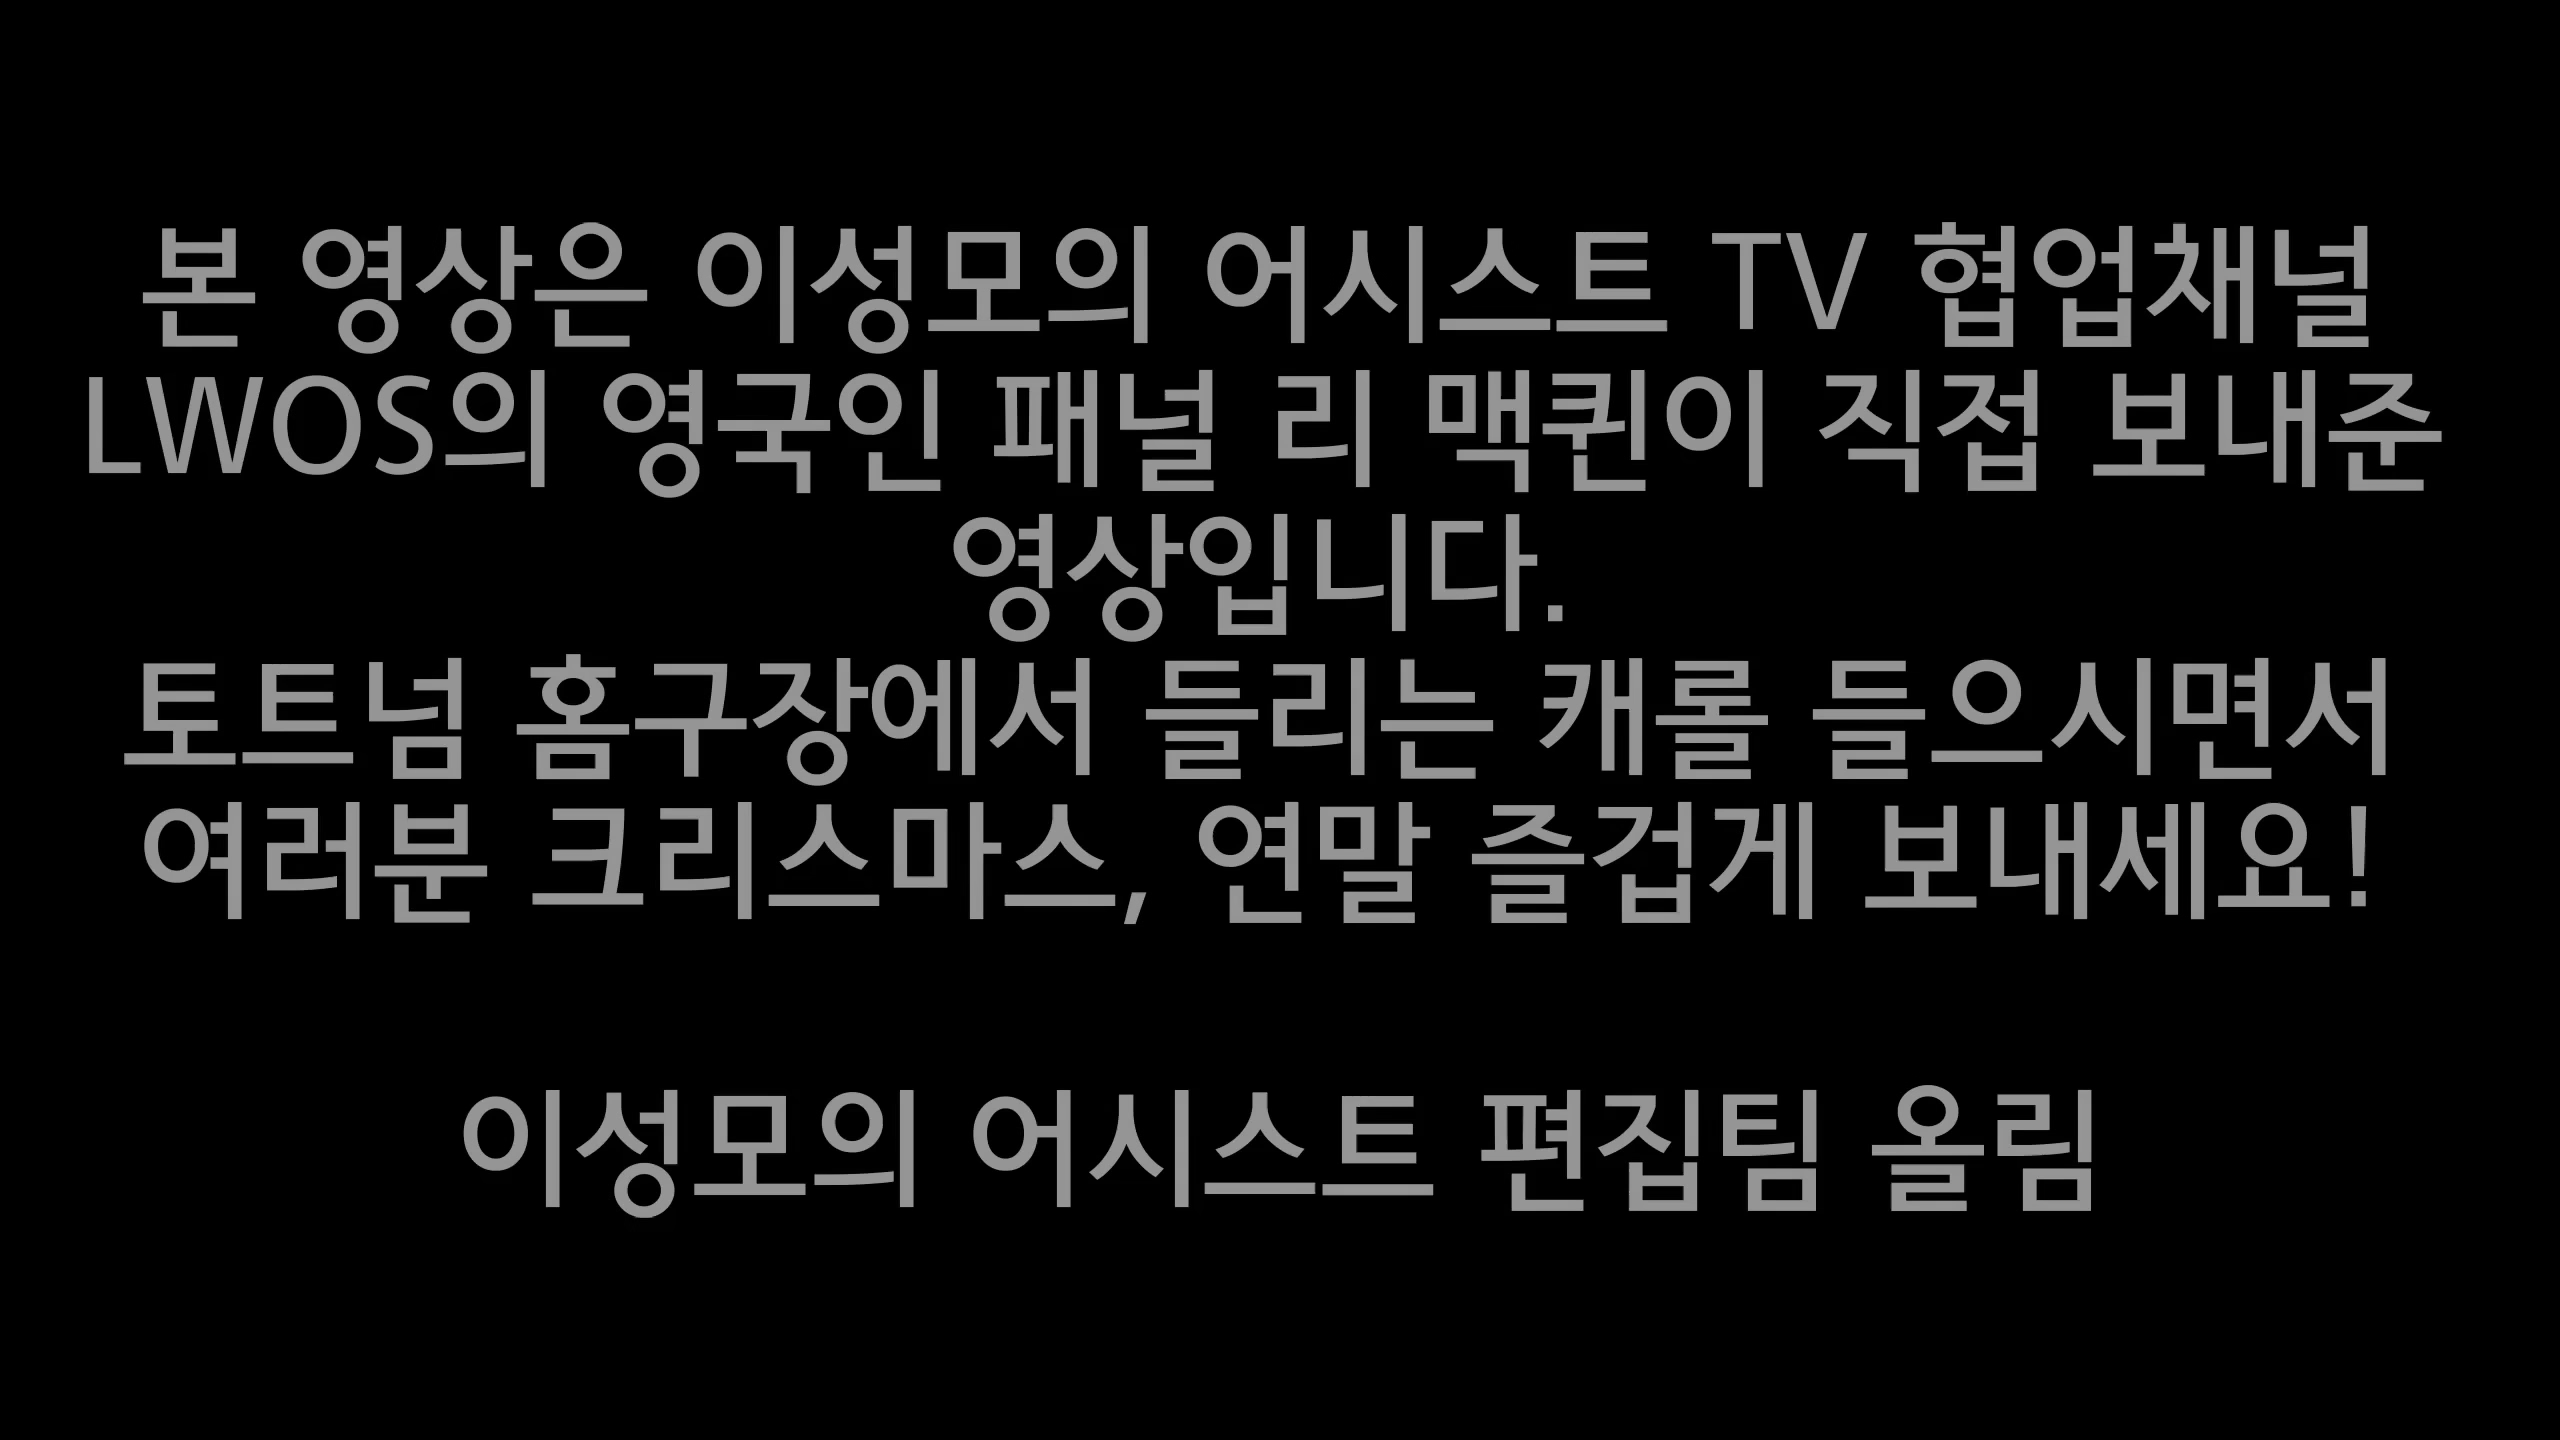 본 영상은 이성모의 어시스트 TV 협업채널
LWOS의 영국인 패널 리 맥퀸이 직접 보내준
영상입니다.
토트넘 홈구장에서 들리는 캐롤 들으시면서
여러분 크리스마스, 연말 즐겁게 보내세요!
이성모의 어시스트 편집팀 올림